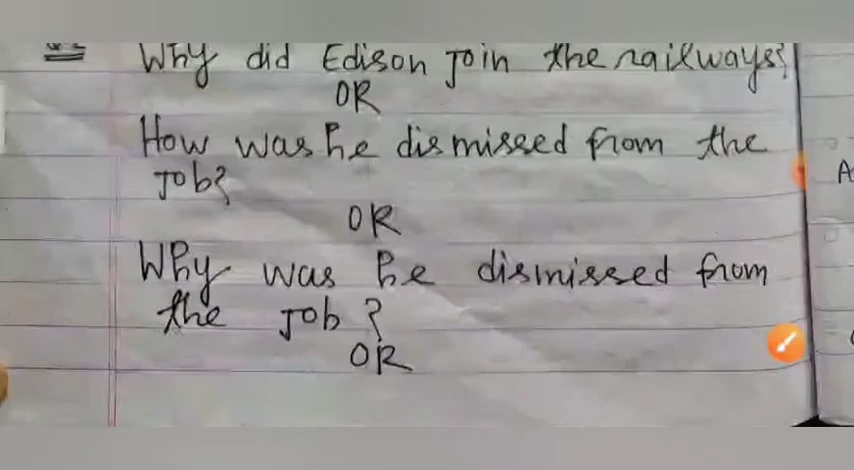 Why did Edison Join the railways?
OR
How was he dismissed from the
Job?
OR
Why was he dismissed from
the Job?
OR
A